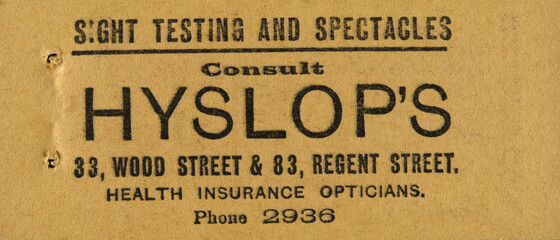 SIGHT TESTING AND SPECTACLES
Consult
HYSLOP'S
33, WOOD STREET & 83, REGENT STREET.
HEALTH INSURANCE OPTICIANS.
Phone 2936